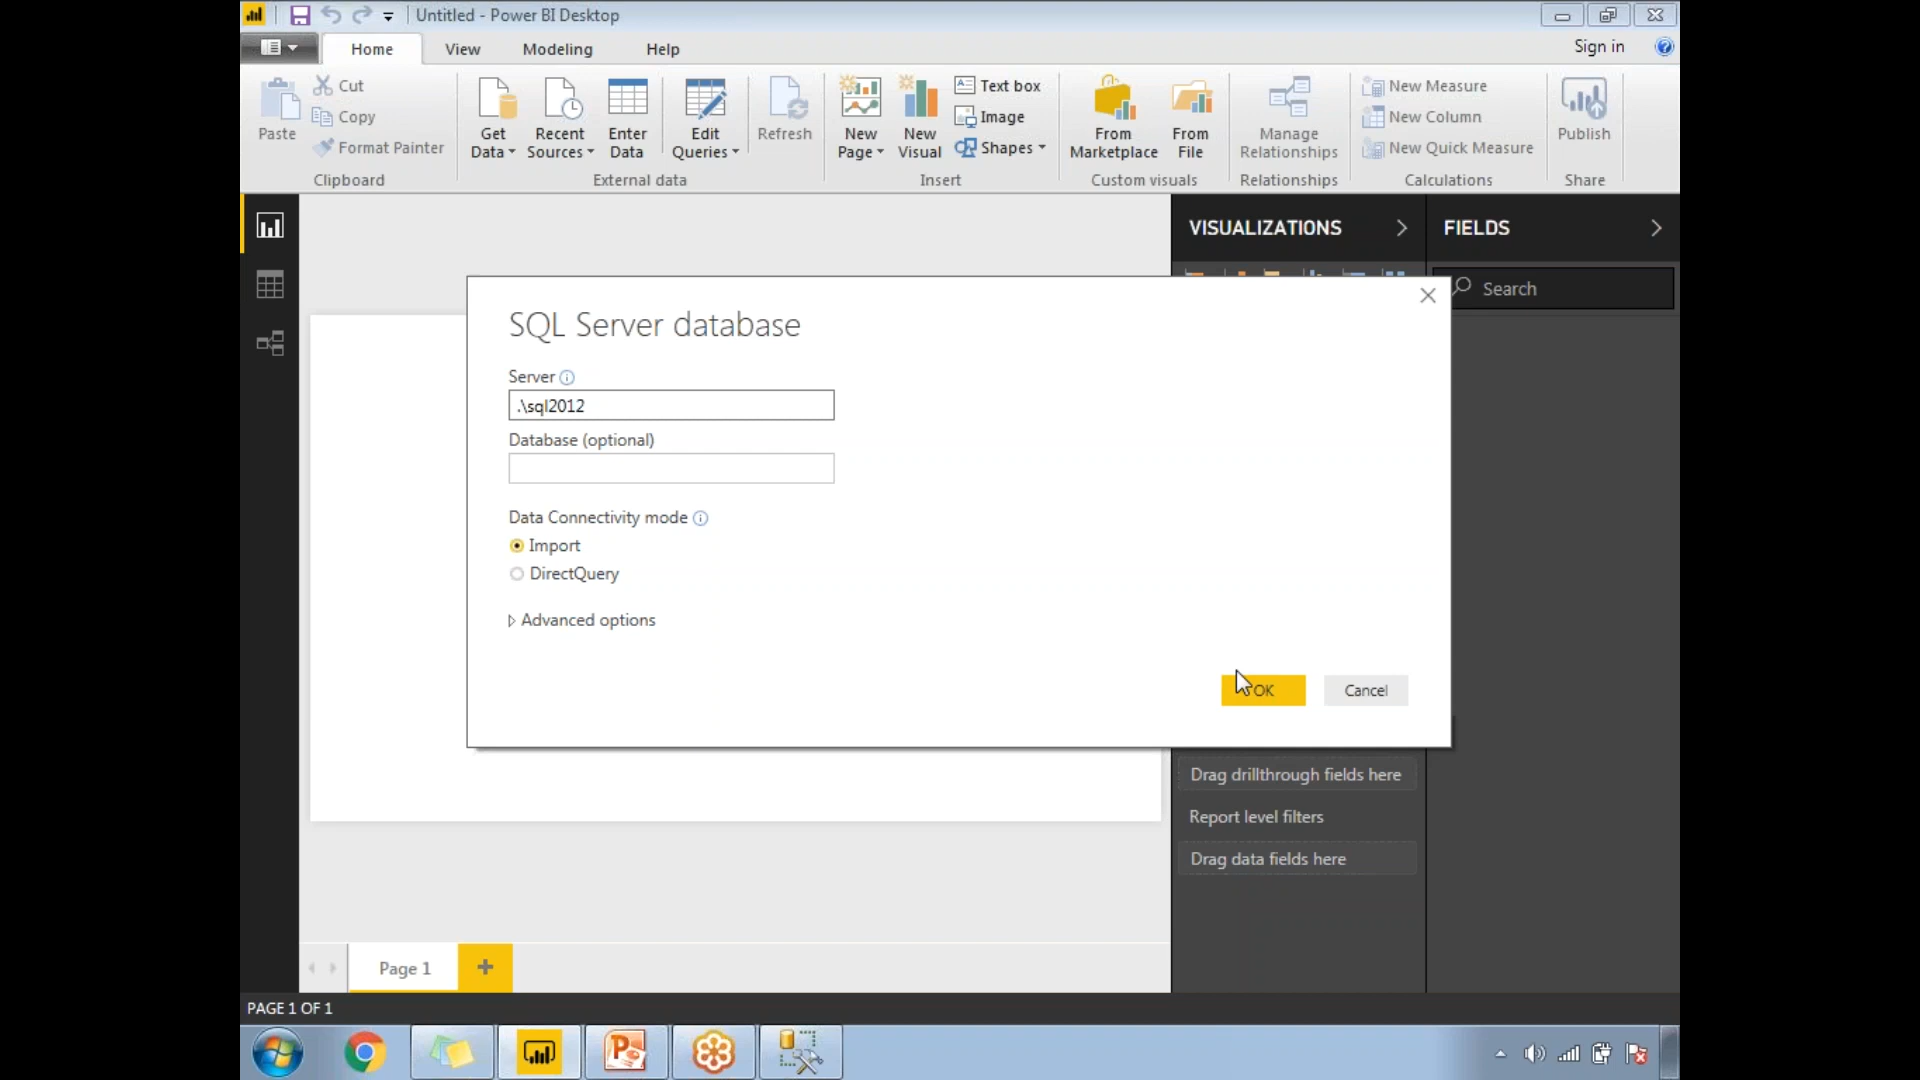 Untitled - Power BI Desktop
Home View Modeling Help Sign in
Paste
Cut
Copy
Format Painter
Clipboard
Get Data
Recent Sources
Enter Data
Edit Queries
Refresh
External data
New Page
New Visual
Text box
Image
Shapes
Insert
From Marketplace
From File
Custom visuals
Manage Relationships
Relationships
New Measure
New Column
New Quick Measure
Calculations
Publish
Share
VISUALIZATIONS
FIELDS
Search
SQL Server database
Server
.\sql2012
Database (optional)
Data Connectivity mode
Import
DirectQuery
Advanced options
OK
Cancel
Drag drillthrough fields here
Report level filters
Drag data fields here
Page 1
PAGE 1 OF 1